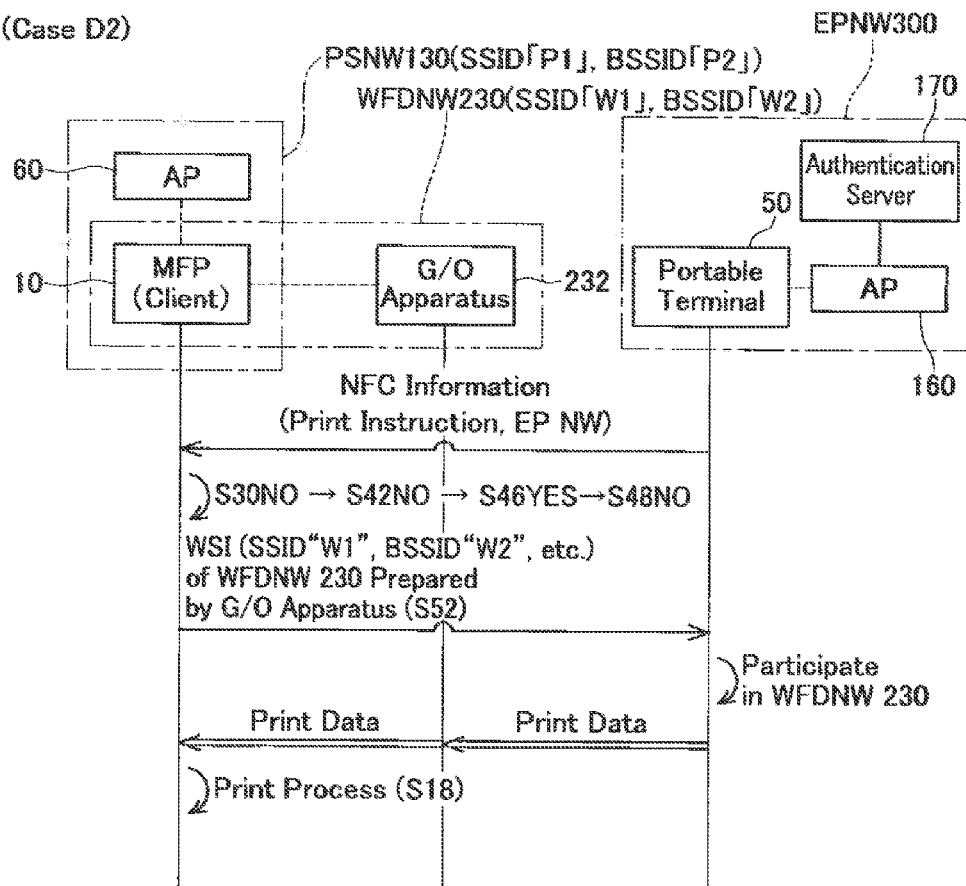 (Case D2)
EPNW300
PSNW130(SSID「P1」, BSSID「P2」)
WFDNW230(SSID「W1」, BSSID「W2」)
170
60
AP
Authentication
Server
50
10
MFP
(Client)
G/O
Apparatus
232
Portable
Terminal
AP
160
NFC Information
(Print Instruction, EP NW)
S30NO → S42NO → S46YES→S48NO
WSI (SSID“W1”, BSSID“W2”, etc.)
of WFDNW 230 Prepared
by G/O Apparatus (S52)
Participate
in WFDNW 230
Print Data
Print Data
Print Process (S18)